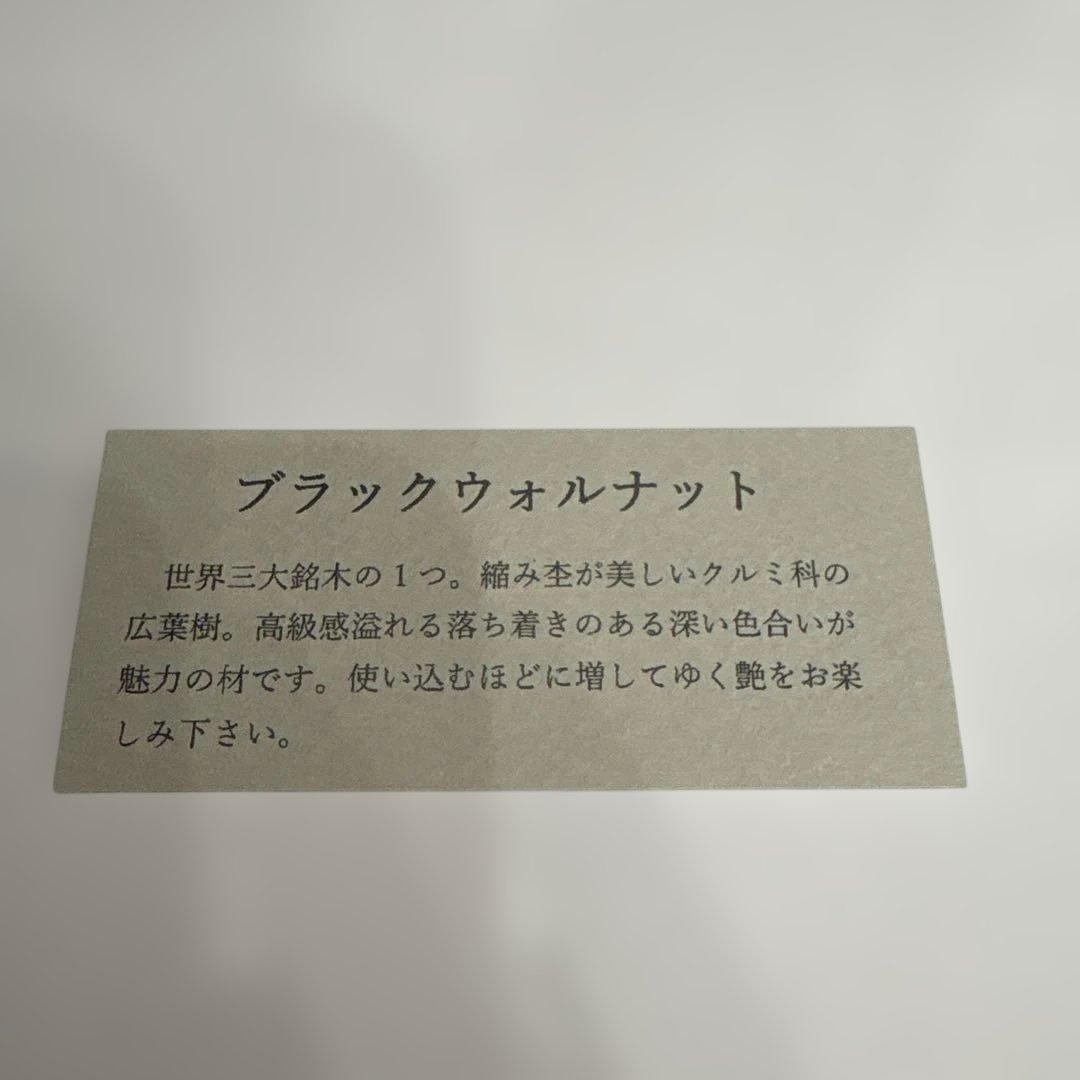 ブラックウォルナット
世界三大銘木の1つ。縮み杢が美しいクルミ科の
広葉樹。高級感溢れる落ち着きのある深い色合いが
魅力の材です。使い込むほどに増してゆく艶をお楽
しみ下さい。